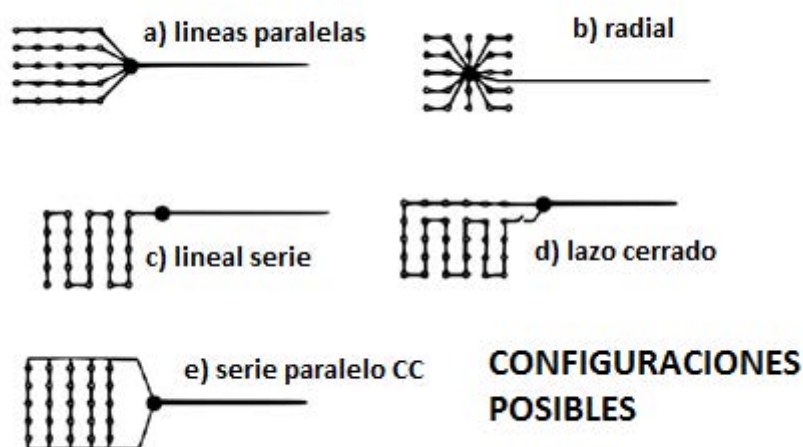 a) lineas paralelas
b) radial
c) lineal serie
d) lazo cerrado
e) serie paralelo CC
CONFIGURACIONES
POSIBLES